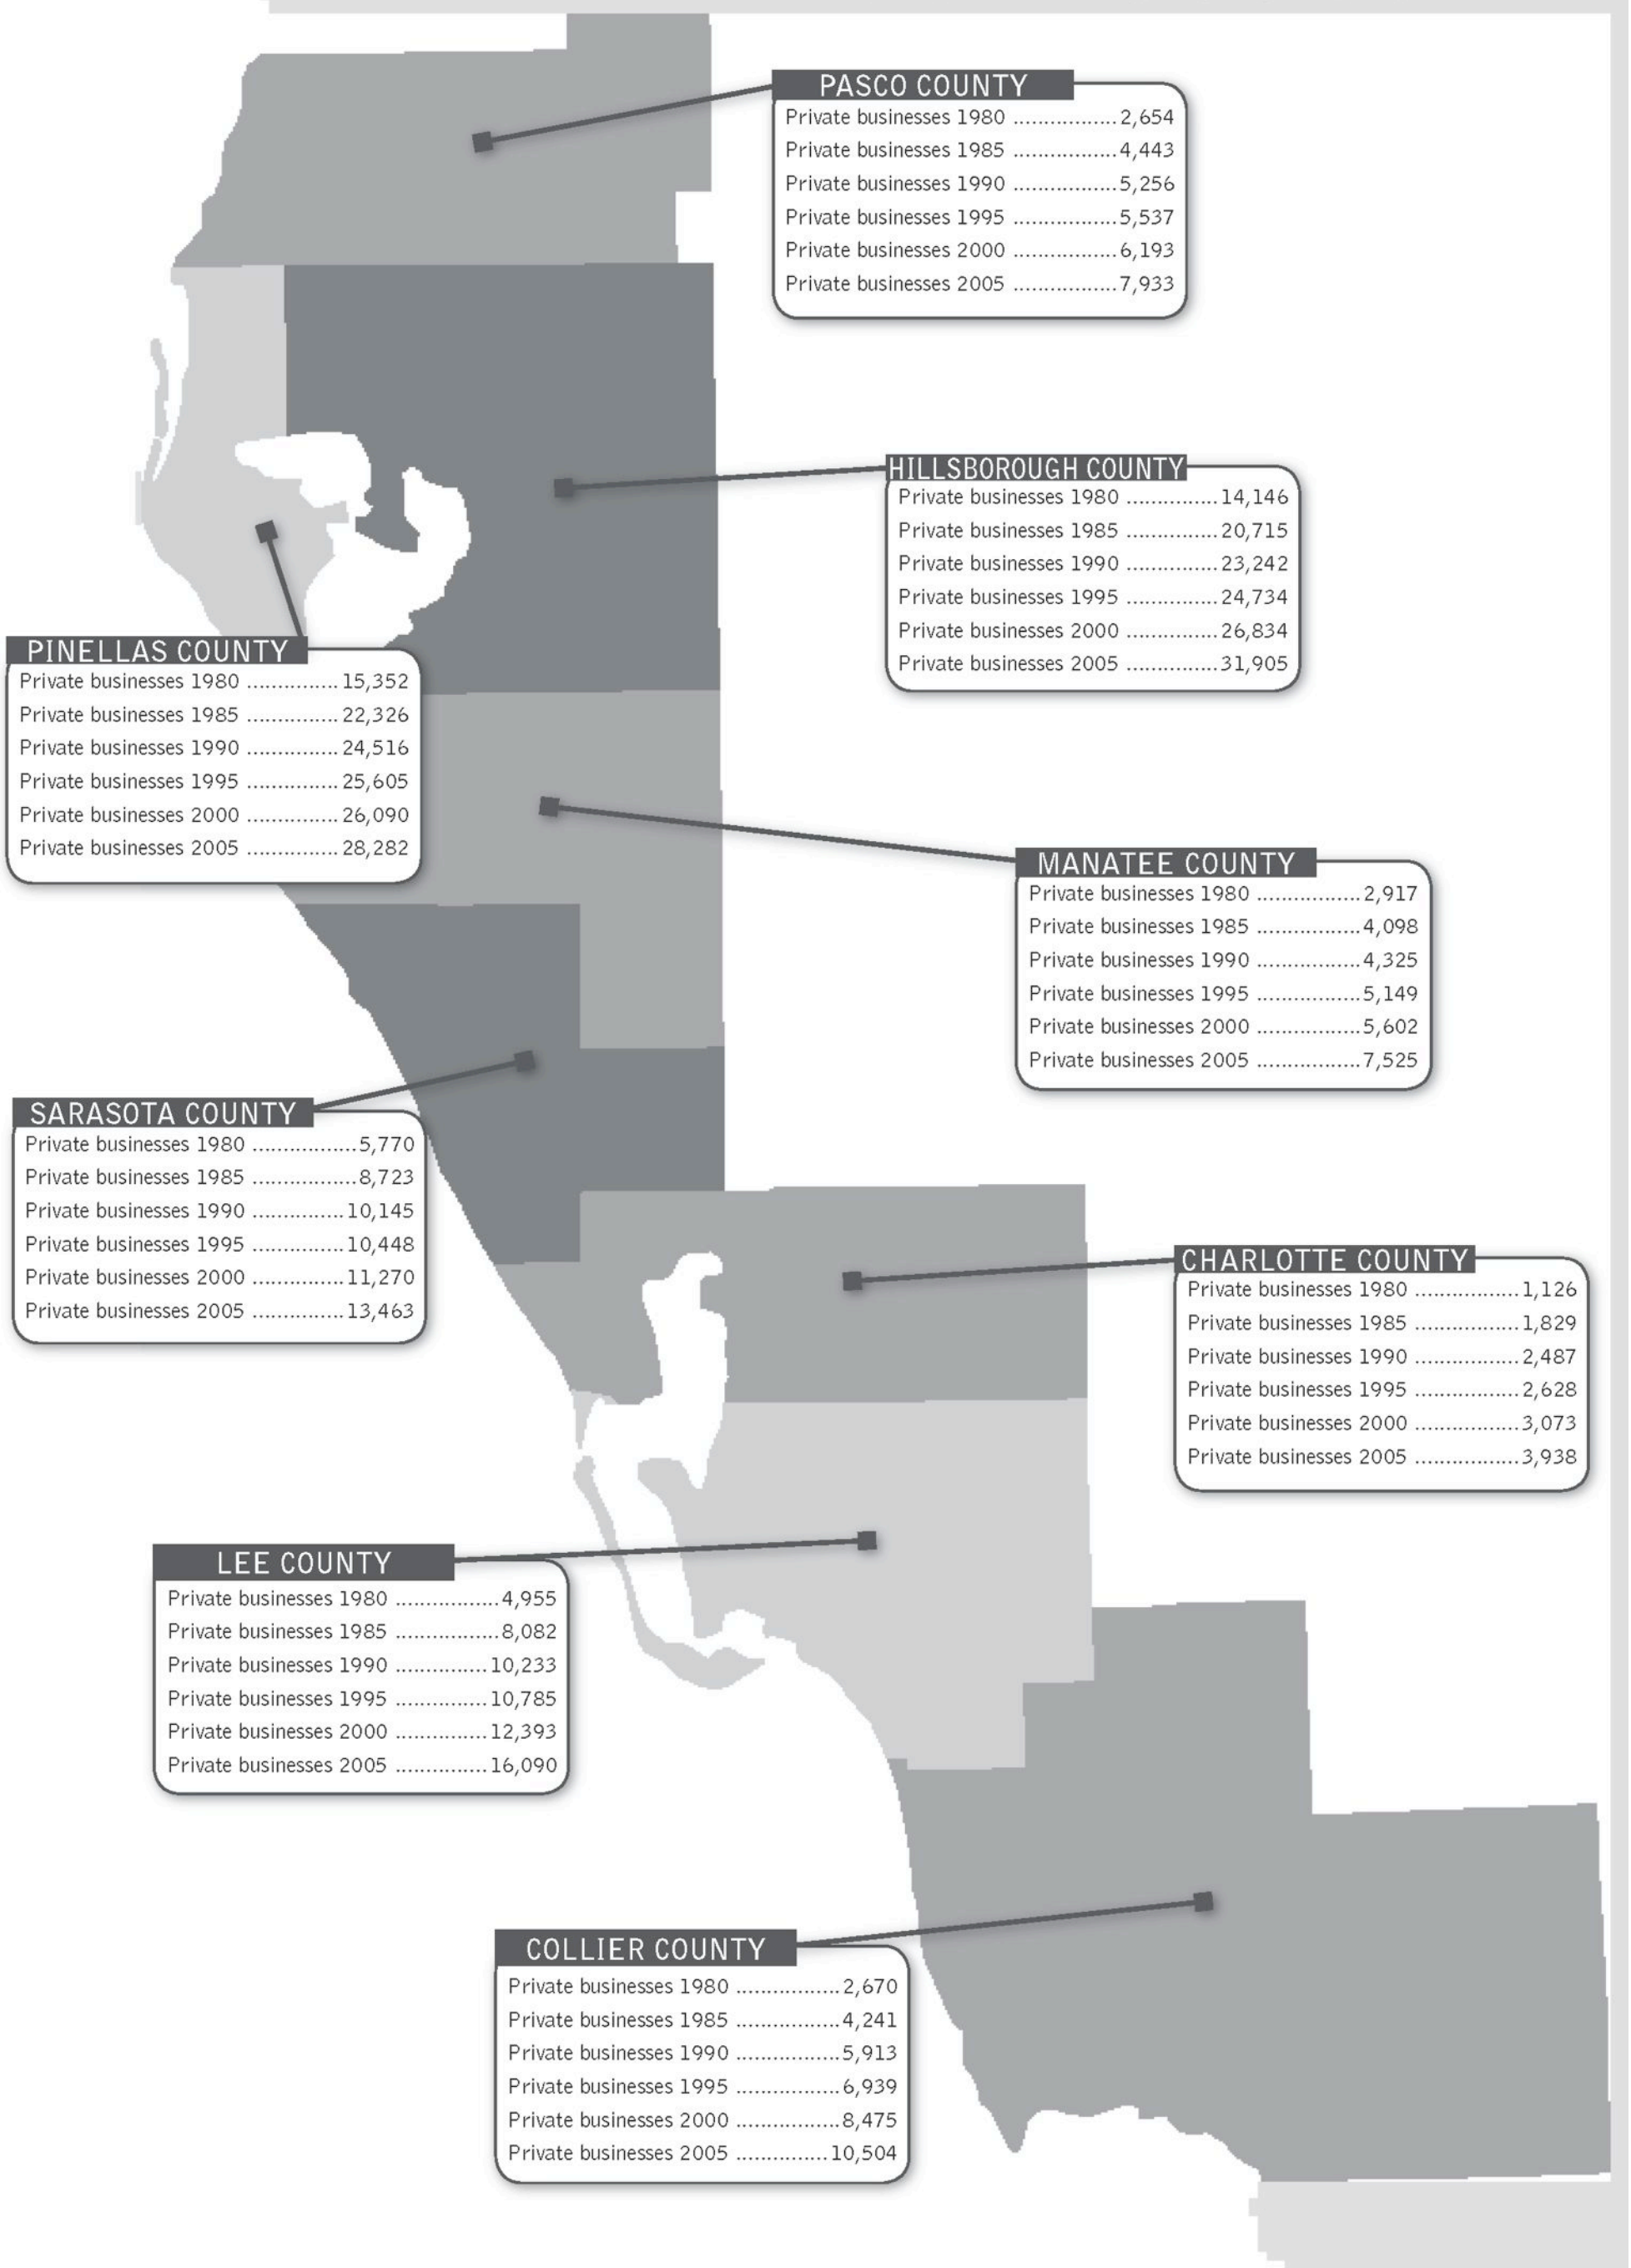 PASCO COUNTY
Private businesses 1980 ................. 2,654
Private businesses 1985 ................. 4,443
Private businesses 1990 ................. 5,256
Private businesses 1995 ................. 5,537
Private businesses 2000 ................. 6,193
Private businesses 2005 ................. 7,933
HILLSBOROUGH COUNTY
Private businesses 1980 ............... 14,146
Private businesses 1985 ............... 20,715
Private businesses 1990 ............... 23,242
Private businesses 1995 ............... 24,734
Private businesses 2000 ............... 26,834
Private businesses 2005 ............... 31,905
PINELLAS COUNTY
Private businesses 1980 ............... 15,352
Private businesses 1985 ............... 22,326
Private businesses 1990 ............... 24,516
Private businesses 1995 ............... 25,605
Private businesses 2000 ............... 26,090
Private businesses 2005 ............... 28,282
MANATEE COUNTY
Private businesses 1980 ................. 2,917
Private businesses 1985 ................. 4,098
Private businesses 1990 ................. 4,325
Private businesses 1995 ................. 5,149
Private businesses 2000 ................. 5,602
Private businesses 2005 ................. 7,525
SARASOTA COUNTY
Private businesses 1980 ................. 5,770
Private businesses 1985 ................. 8,723
Private businesses 1990 ............... 10,145
Private businesses 1995 ............... 10,448
Private businesses 2000 ............... 11,270
Private businesses 2005 ............... 13,463
CHARLOTTE COUNTY
Private businesses 1980 ................. 1,126
Private businesses 1985 ................. 1,829
Private businesses 1990 ................. 2,487
Private businesses 1995 ................. 2,628
Private businesses 2000 ................. 3,073
Private businesses 2005 ................. 3,938
LEE COUNTY
Private businesses 1980 ................. 4,955
Private businesses 1985 ................. 8,082
Private businesses 1990 ............... 10,233
Private businesses 1995 ............... 10,785
Private businesses 2000 ............... 12,393
Private businesses 2005 ............... 16,090
COLLIER COUNTY
Private businesses 1980 ................. 2,670
Private businesses 1985 ................. 4,241
Private businesses 1990 ................. 5,913
Private businesses 1995 ................. 6,939
Private businesses 2000 ................. 8,475
Private businesses 2005 ............... 10,504